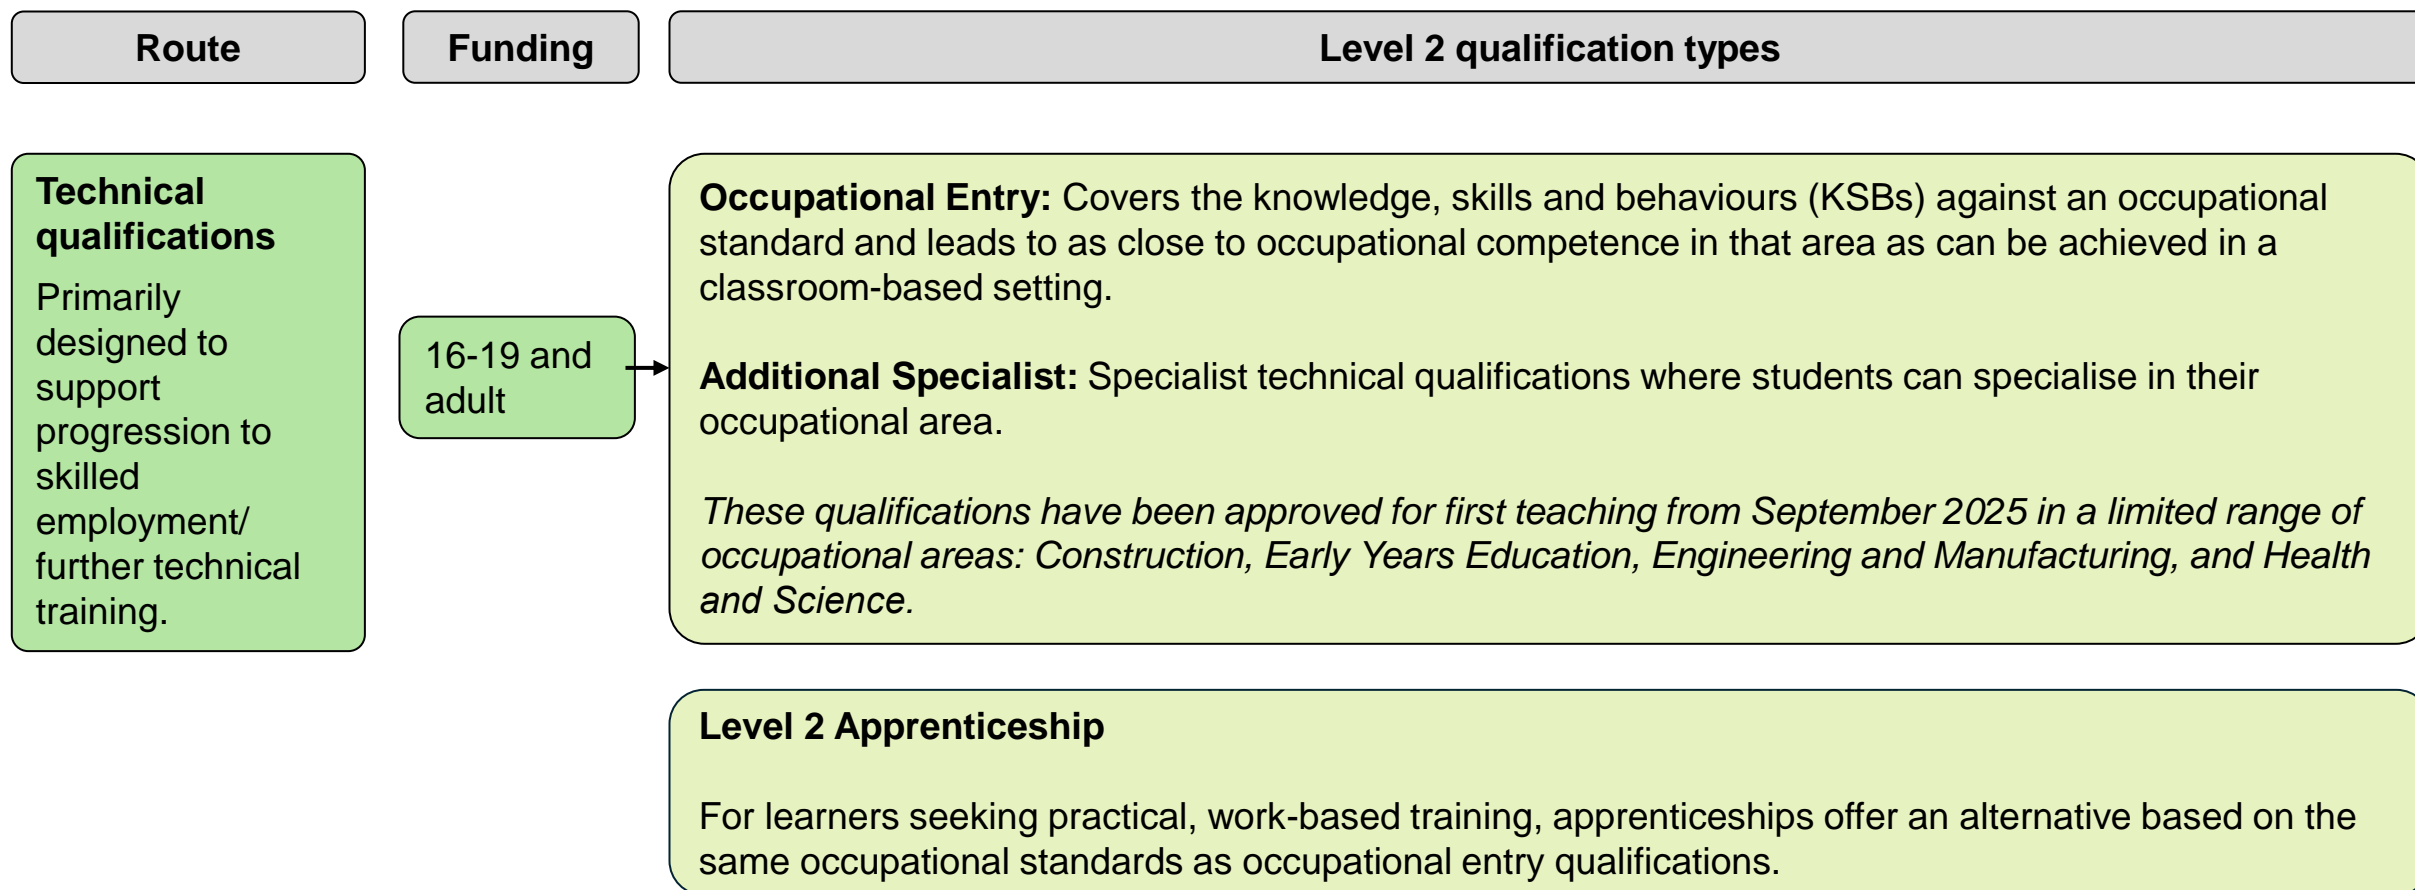 Route
Funding
Level 2 qualification types
Technical
qualifications
Primarily
designed to
support
progression to
skilled
employment/
further technical
training.
16-19 and
adult
Occupational Entry: Covers the knowledge, skills and behaviours (KSBs) against an occupational
standard and leads to as close to occupational competence in that area as can be achieved in a
classroom-based setting.
Additional Specialist: Specialist technical qualifications where students can specialise in their
occupational area.
These qualifications have been approved for first teaching from September 2025 in a limited range of
occupational areas: Construction, Early Years Education, Engineering and Manufacturing, and Health
and Science.
Level 2 Apprenticeship
For learners seeking practical, work-based training, apprenticeships offer an alternative based on the
same occupational standards as occupational entry qualifications.